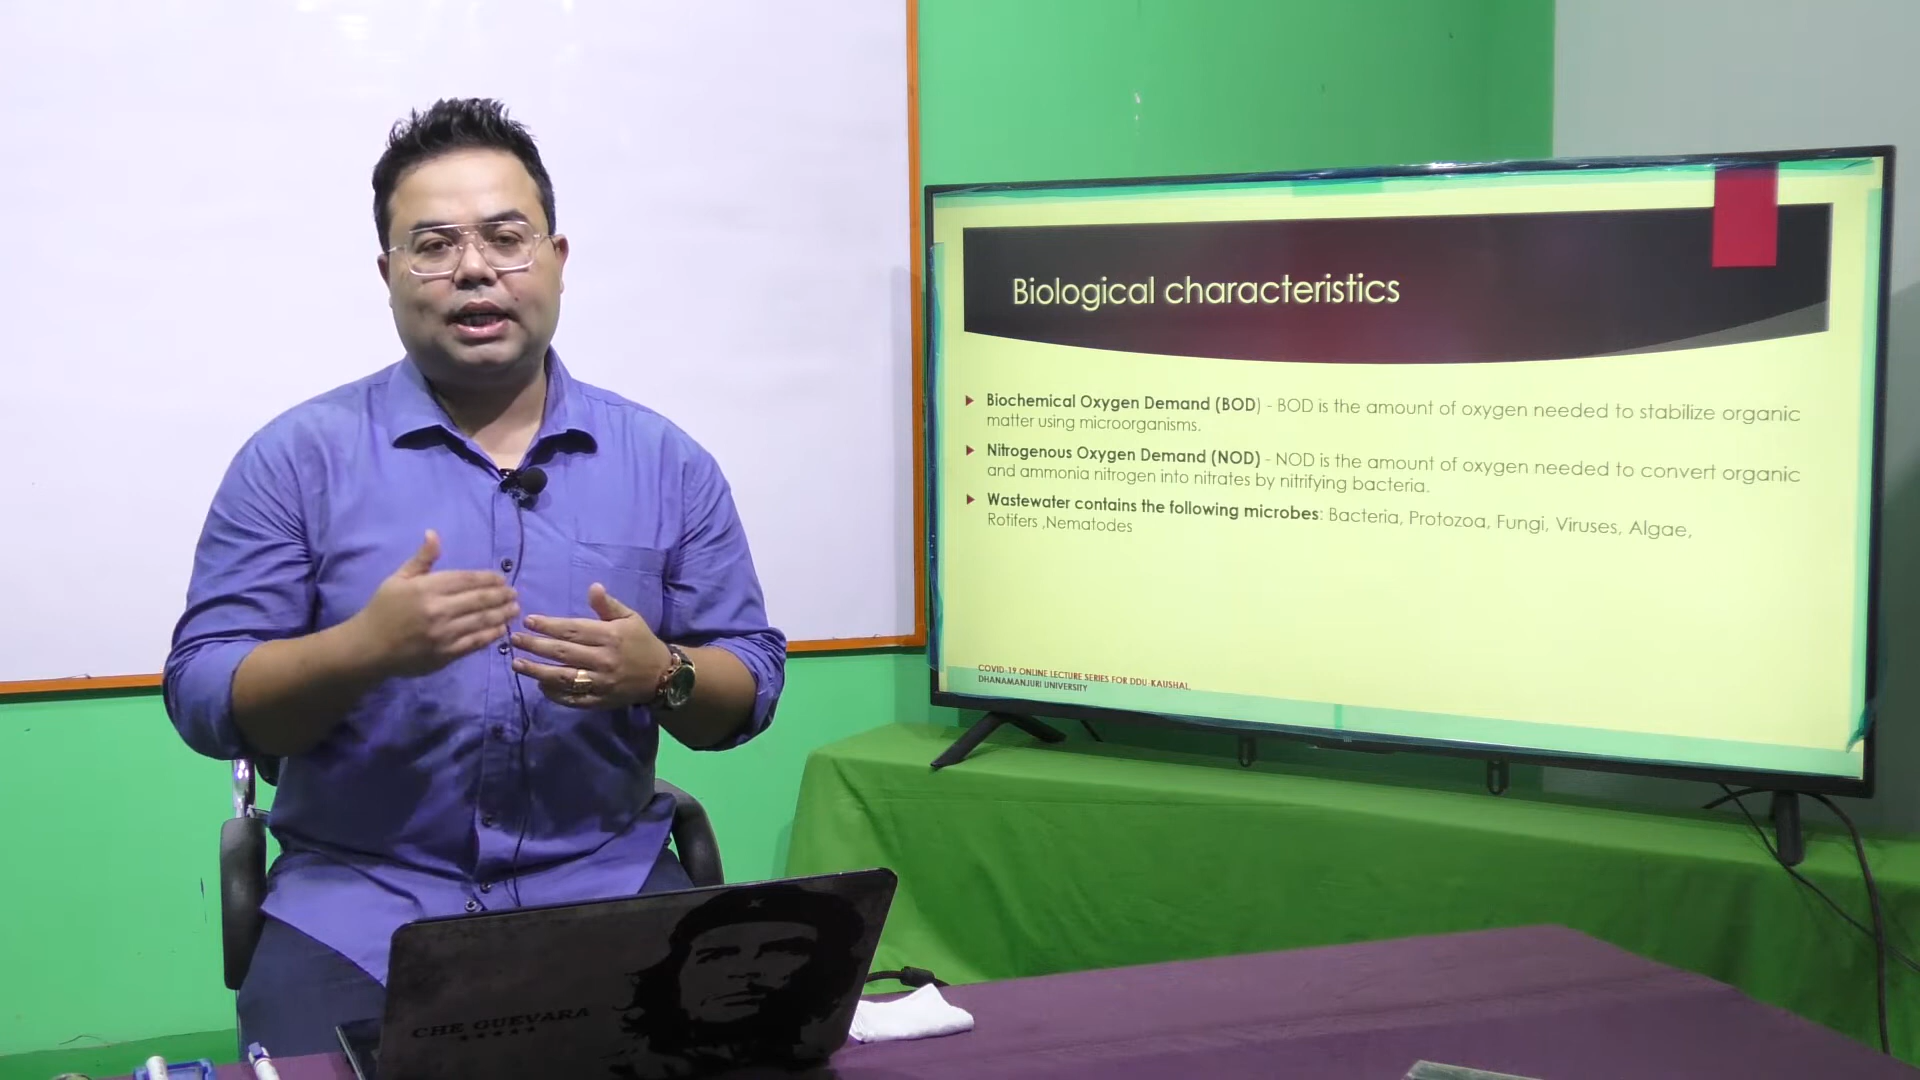 Biological characteristics
Biochemical Oxygen Demand (BOD) - BOD is the amount of oxygen needed to stabilize organic
matter using microorganisms.
Nitrogenous Oxygen Demand (NOD) - NOD is the amount of oxygen needed to convert organic
and ammonia nitrogen into nitrates by nitrifying bacteria.
Wastewater contains the following microbes: Bacteria, Protozoa, Fungi, Viruses, Algae,
Rotifers ,Nematodes
COVID-19 ONLINE LECTURE SERIES FOR DDU-KAUSHAL,
DHANAMANJURI UNIVERSITY
CHE GUEVARA